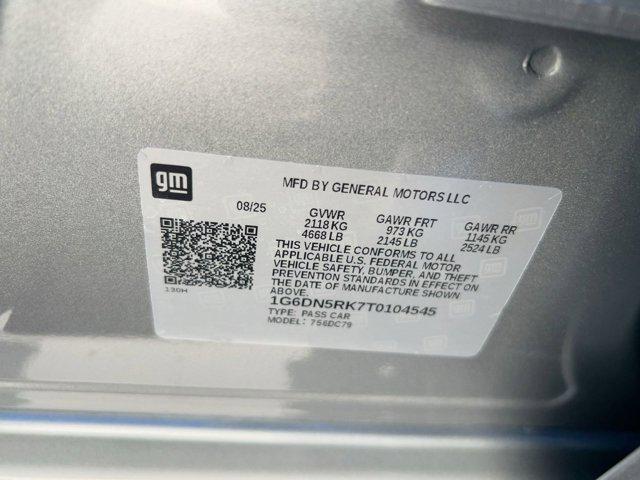 gm
MFD BY GENERAL MOTORS LLC
08/25
GVWR GAWR FRT GAWR RR
2118 KG 973 KG 1145 KG
4668 LB 2145 LB 2524 LB
THIS VEHICLE CONFORMS TO ALL
APPLICABLE U.S. FEDERAL MOTOR
VEHICLE SAFETY, BUMPER, AND THEFT
PREVENTION STANDARDS IN EFFECT ON
THE DATE OF MANUFACTURE SHOWN
ABOVE.
1G6DN5RK7T0104545
TYPE: PASS CAR
MODEL: 756DC79
130H